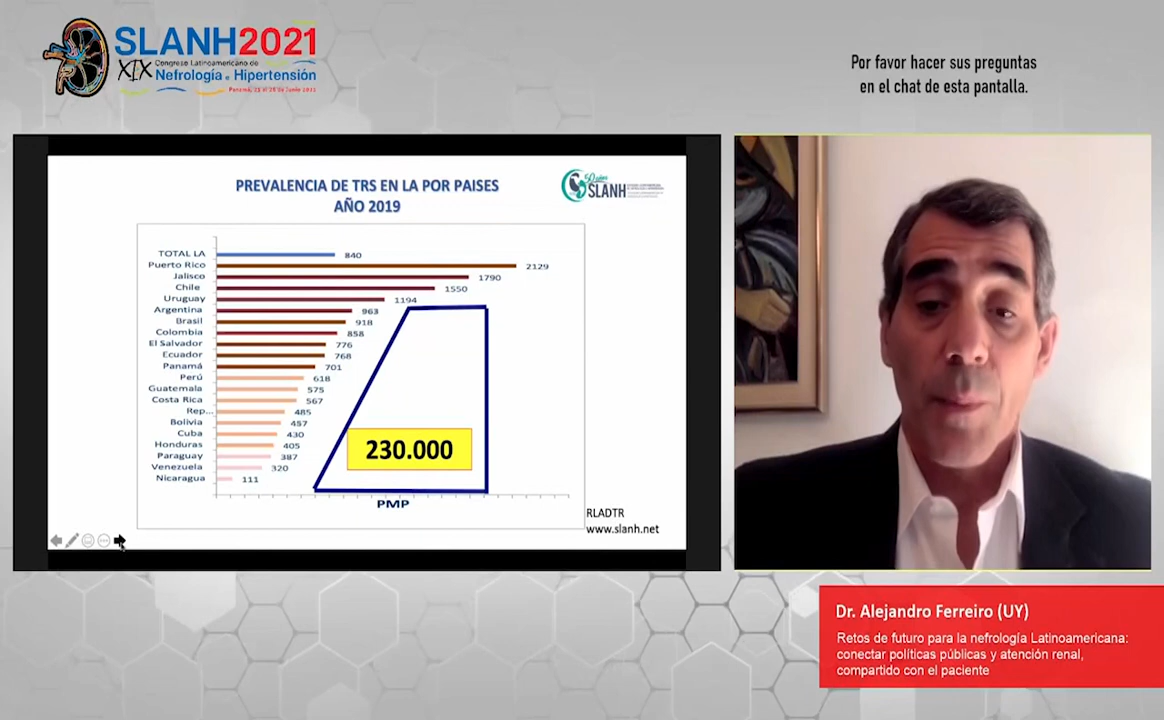 SLANH2021
XIX Congreso Latinoamericano de
Nefrología e Hipertensión
Por favor hacer sus preguntas
en el chat de esta pantalla.
PREVALENCIA DE TRS EN LA POR PAISES
AÑO 2019
SLANH
TOTAL LA 840
Puerto Rico 2129
Jalisco 1790
Chile 1550
Uruguay 1194
Argentina 963
Brasil 918
Colombia 858
El Salvador 776
Ecuador 768
Panamá 701
Perú 618
Guatemala 575
Costa Rica 567
Rep... 485
Bolivia 457
Cuba 430
Honduras 405
Paraguay 387
Venezuela 320
Nicaragua 111
230.000
PMP
RLADTR
www.slanh.net
Dr. Alejandro Ferreiro (UY)
Retos de futuro para la nefrología Latinoamericana:
conectar políticas públicas y atención renal,
compartido con el paciente